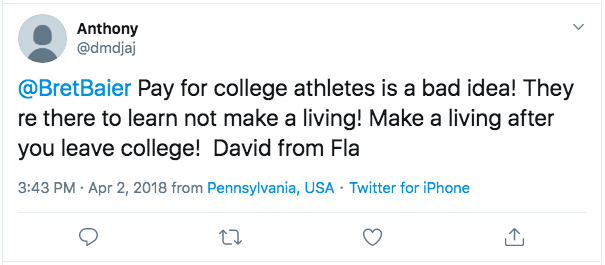 Anthony
@dmdjaj
@BretBaier Pay for college athletes is a bad idea! They
re there to learn not make a living! Make a living after
you leave college!  David from Fla
3:43 PM · Apr 2, 2018 from Pennsylvania, USA · Twitter for iPhone